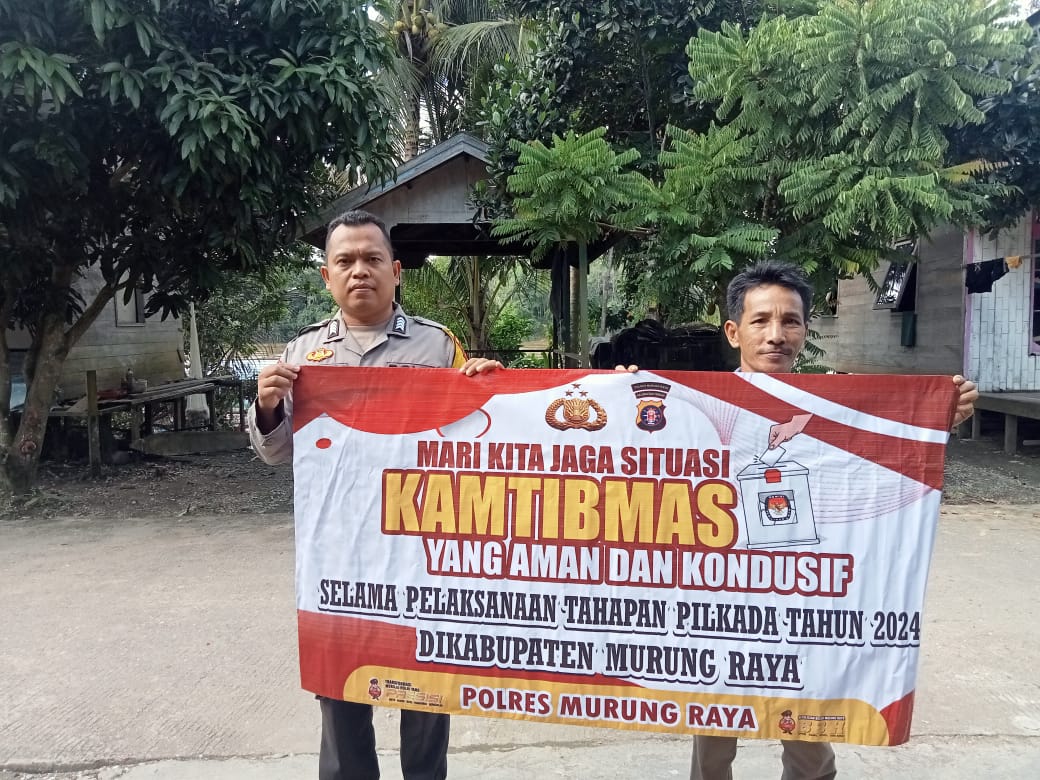 MARI KITA JAGA SITUASI
KAMTIBMAS
YANG AMAN DAN KONDUSIF
SELAMA PELAKSANAAN TAHAPAN PILKADA TAHUN 2024
DIKABUPATEN MURUNG RAYA
POLRES MURUNG RAYA